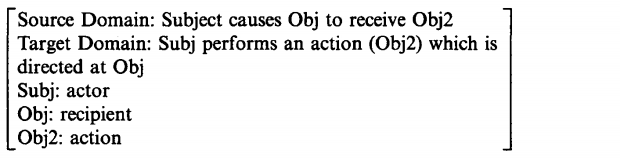 Source Domain: Subject causes Obj to receive Obj2
Target Domain: Subj performs an action (Obj2) which is
directed at Obj
Subj: actor
Obj: recipient
Obj2: action